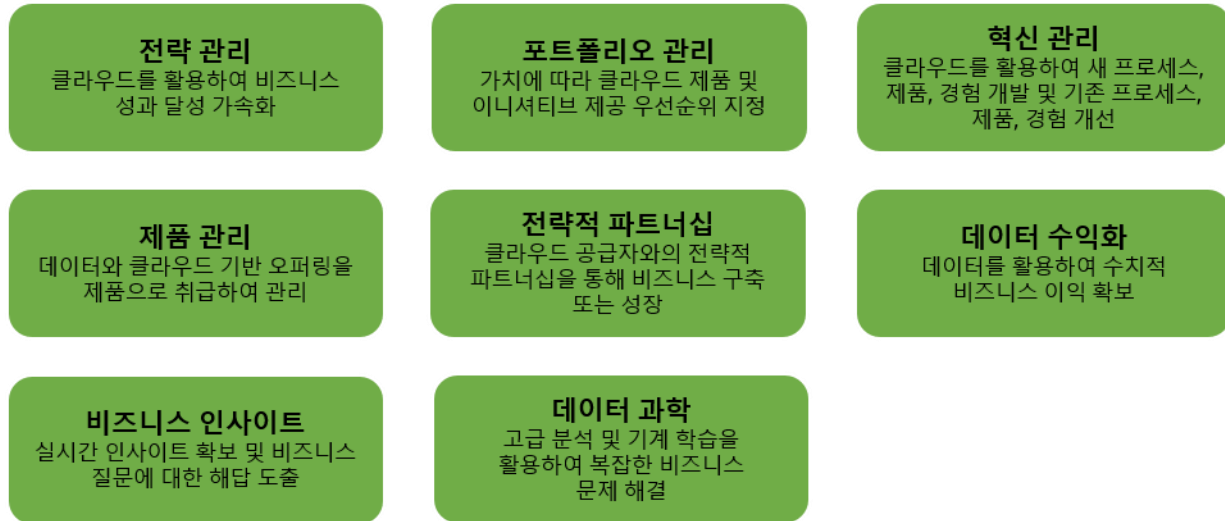 전략 관리
클라우드를 활용하여 비즈니스
성과 달성 가속화
포트폴리오 관리
가치에 따라 클라우드 제품 및
이니셔티브 제공 우선순위 지정
혁신 관리
클라우드를 활용하여 새 프로세스,
제품, 경험 개발 및 기존 프로세스,
제품, 경험 개선
제품 관리
데이터와 클라우드 기반 오퍼링을
제품으로 취급하여 관리
전략적 파트너십
클라우드 공급자와의 전략적
파트너십을 통해 비즈니스 구축
또는 성장
데이터 수익화
데이터를 활용하여 수치적
비즈니스 이익 확보
비즈니스 인사이트
실시간 인사이트 확보 및 비즈니스
질문에 대한 해답 도출
데이터 과학
고급 분석 및 기계 학습을
활용하여 복잡한 비즈니스
문제 해결